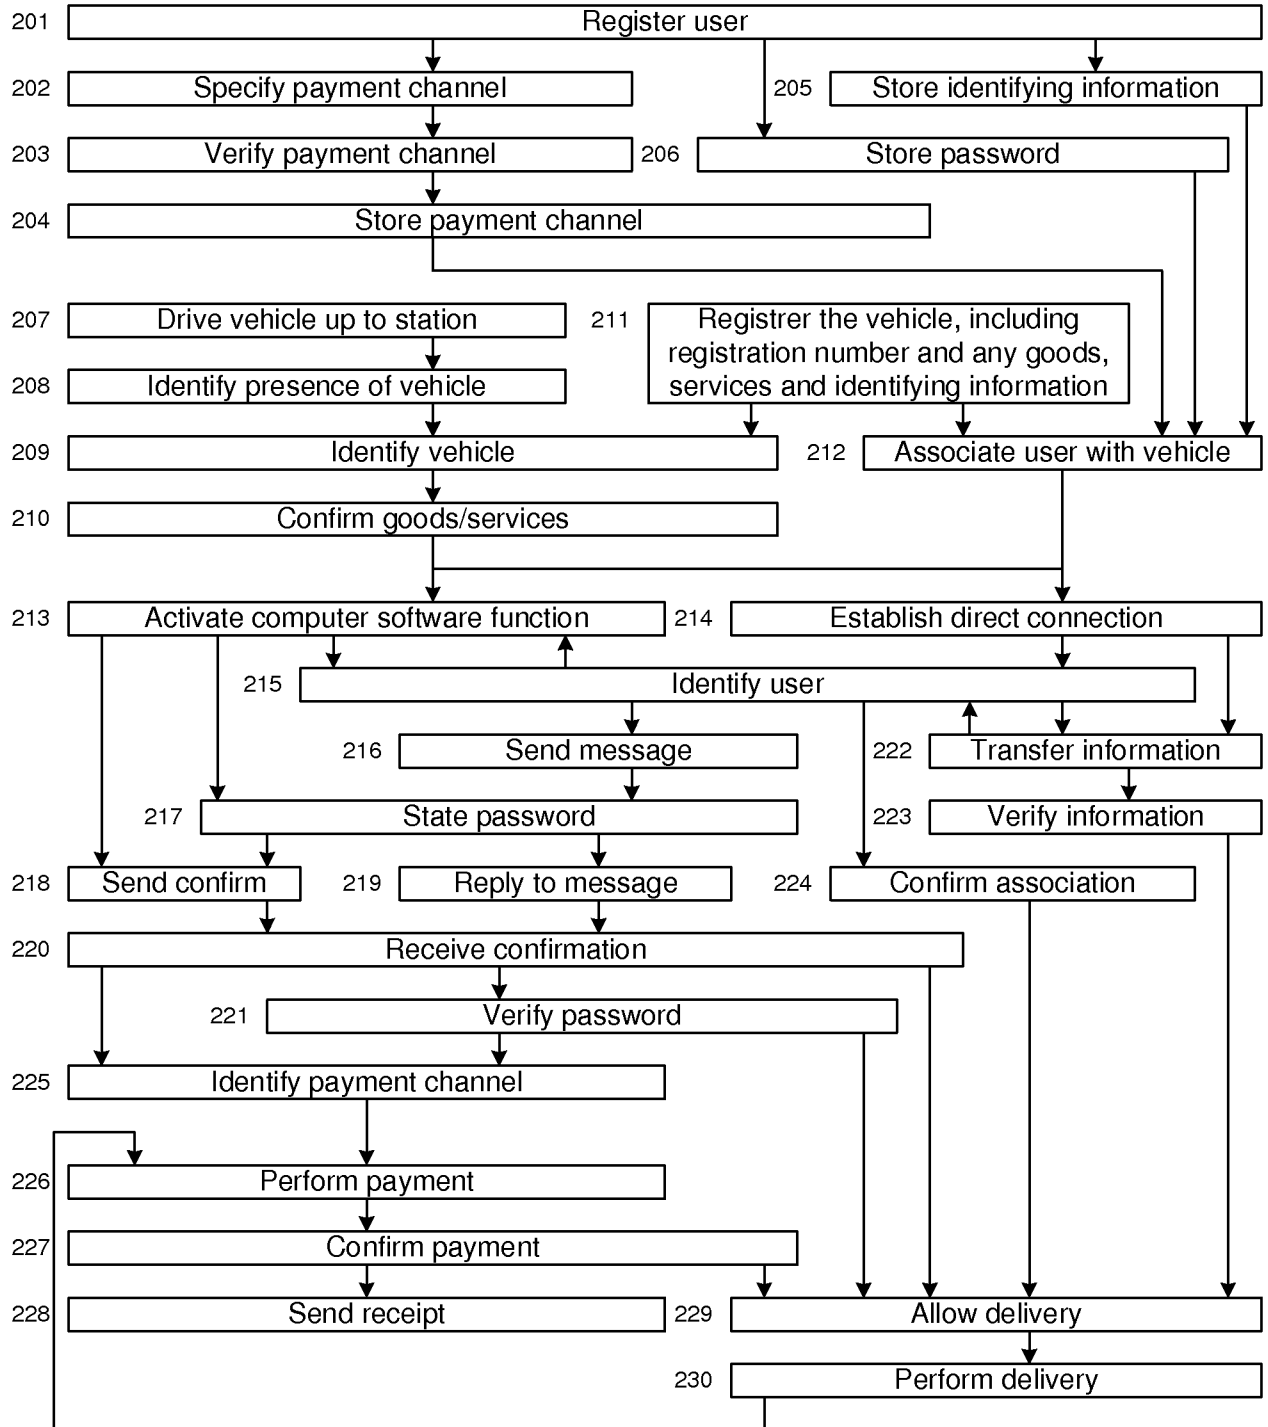 201 Register user
202 Specify payment channel 205 Store identifying information
203 Verify payment channel 206 Store password
204 Store payment channel
207 Drive vehicle up to station 211 Registrer the vehicle, including
registration number and any goods,
208 Identify presence of vehicle services and identifying information
209 Identify vehicle 212 Associate user with vehicle
210 Confirm goods/services
213 Activate computer software function 214 Establish direct connection
215 Identify user
216 Send message 222 Transfer information
217 State password 223 Verify information
218 Send confirm 219 Reply to message 224 Confirm association
220 Receive confirmation
221 Verify password
225 Identify payment channel
226 Perform payment
227 Confirm payment
228 Send receipt 229 Allow delivery
230 Perform delivery